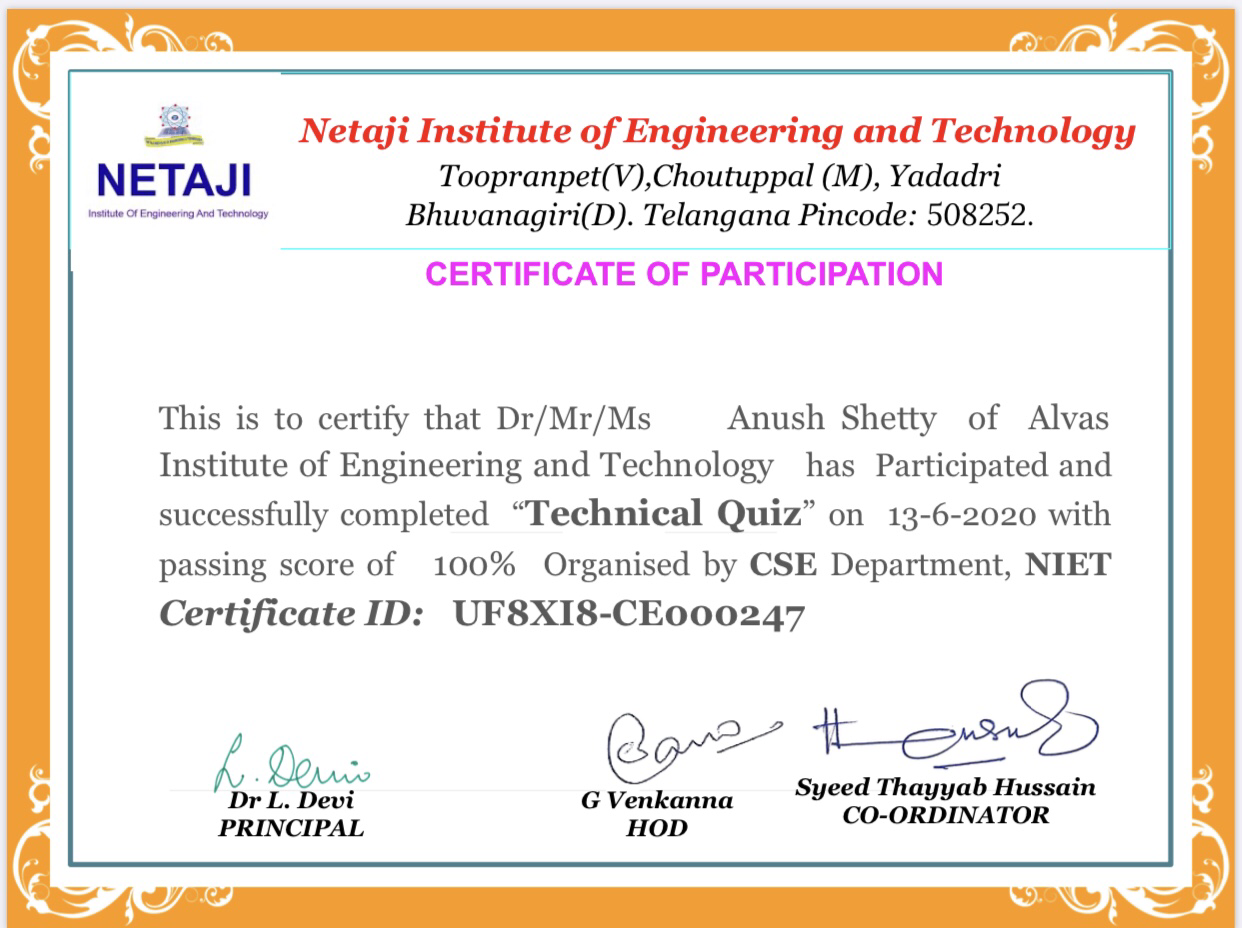 Netaji Institute of Engineering and Technology
Toopranpet(V),Choutuppal (M), Yadadri
Bhuvanagiri(D). Telangana Pincode: 508252.
NETAJI
Institute Of Engineering And Technology
CERTIFICATE OF PARTICIPATION
This is to certify that Dr/Mr/Ms Anush Shetty of Alvas
Institute of Engineering and Technology has Participated and
successfully completed “Technical Quiz” on 13-6-2020 with
passing score of 100% Organised by CSE Department, NIET
Certificate ID: UF8XI8-CE000247
L. Devi
Dr L. Devi
PRINCIPAL
G Venkanna
HOD
Syeed Thayyab Hussain
CO-ORDINATOR